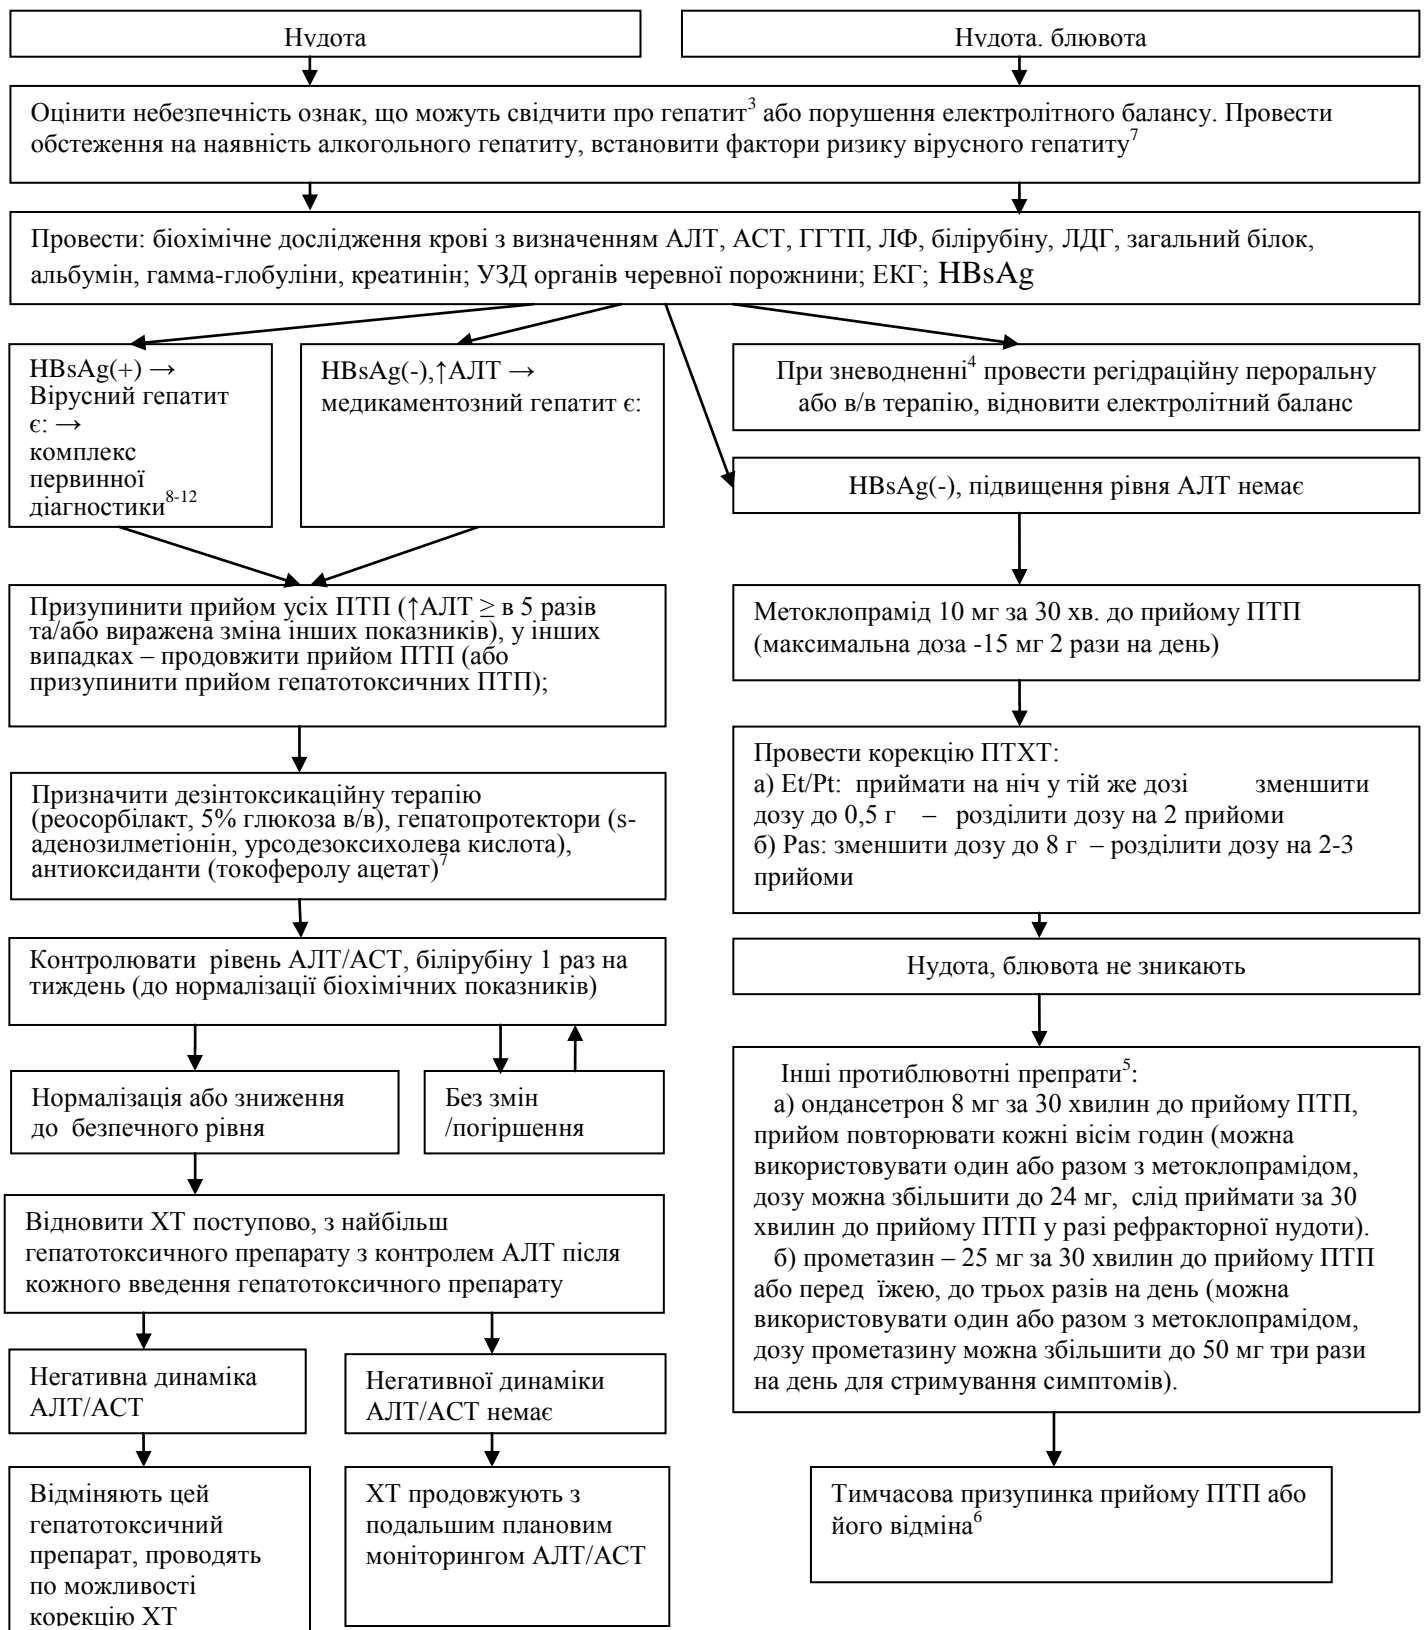 Нудота
Нудота, блювота
Оцінити небезпечність ознак, що можуть свідчити про гепатит³ або порушення електролітного балансу. Провести
обстеження на наявність алкогольного гепатиту, встановити фактори ризику вірусного гепатиту⁷
Провести: біохімічне дослідження крові з визначенням АЛТ, АСТ, ГГТП, ЛФ, білірубіну, ЛДГ, загальний білок,
альбумін, гамма-глобуліни, креатинін; УЗД органів черевної порожнини; ЕКГ; HBsAg
HBsAg(+) →
Вірусний гепатит
є: →
комплекс
первинної
діагностики⁸⁻¹²
HBsAg(-),↑АЛТ →
медикаментозний гепатит є:
При зневодненні⁴ провести регідраційну пероральну
або в/в терапію, відновити електролітний баланс
HBsAg(-), підвищення рівня АЛТ немає
Призупинити прийом усіх ПТП (↑АЛТ ≥ в 5 разів
та/або виражена зміна інших показників), у інших
випадках – продовжити прийом ПТП (або
призупинити прийом гепатотоксичних ПТП);
Метоклопрамід 10 мг за 30 хв. до прийому ПТП
(максимальна доза -15 мг 2 рази на день)
Призначити дезінтоксикаційну терапію
(реосорбілакт, 5% глюкоза в/в), гепатопротектори (s-
аденозилметіонін, урсодезоксихолева кислота),
антиоксиданти (токоферолу ацетат)⁷
Провести корекцію ПТХТ:
а) Et/Pt: приймати на ніч у тій же дозі зменшити
дозу до 0,5 г – розділити дозу на 2 прийоми
б) Pas: зменшити дозу до 8 г – розділити дозу на 2-3
прийоми
Контролювати рівень АЛТ/АСТ, білірубіну 1 раз на
тиждень (до нормалізації біохімічних показників)
Нудота, блювота не зникають
Нормалізація або зниження
до безпечного рівня
Без змін
/погіршення
Інші протиблювотні препрати⁵:
а) ондансетрон 8 мг за 30 хвилин до прийому ПТП,
прийом повторювати кожні вісім годин (можна
використовувати один або разом з метоклопрамідом,
дозу можна збільшити до 24 мг, слід приймати за 30
хвилин до прийому ПТП у разі рефракторної нудоти).
б) прометазин – 25 мг за 30 хвилин до прийому ПТП
або перед їжею, до трьох разів на день (можна
використовувати один або разом з метоклопрамідом,
дозу прометазину можна збільшити до 50 мг три рази
на день для стримування симптомів).
Відновити ХТ поступово, з найбільш
гепатотоксичного препарату з контролем АЛТ після
кожного введення гепатотоксичного препарату
Негативна динаміка
АЛТ/АСТ
Негативної динаміки
АЛТ/АСТ немає
Відміняють цей
гепатотоксичний
препарат, проводять
по можливості
корекцію ХТ
ХТ продовжують з
подальшим плановим
моніторингом АЛТ/АСТ
Тимчасова призупинка прийому ПТП або
його відміна⁶